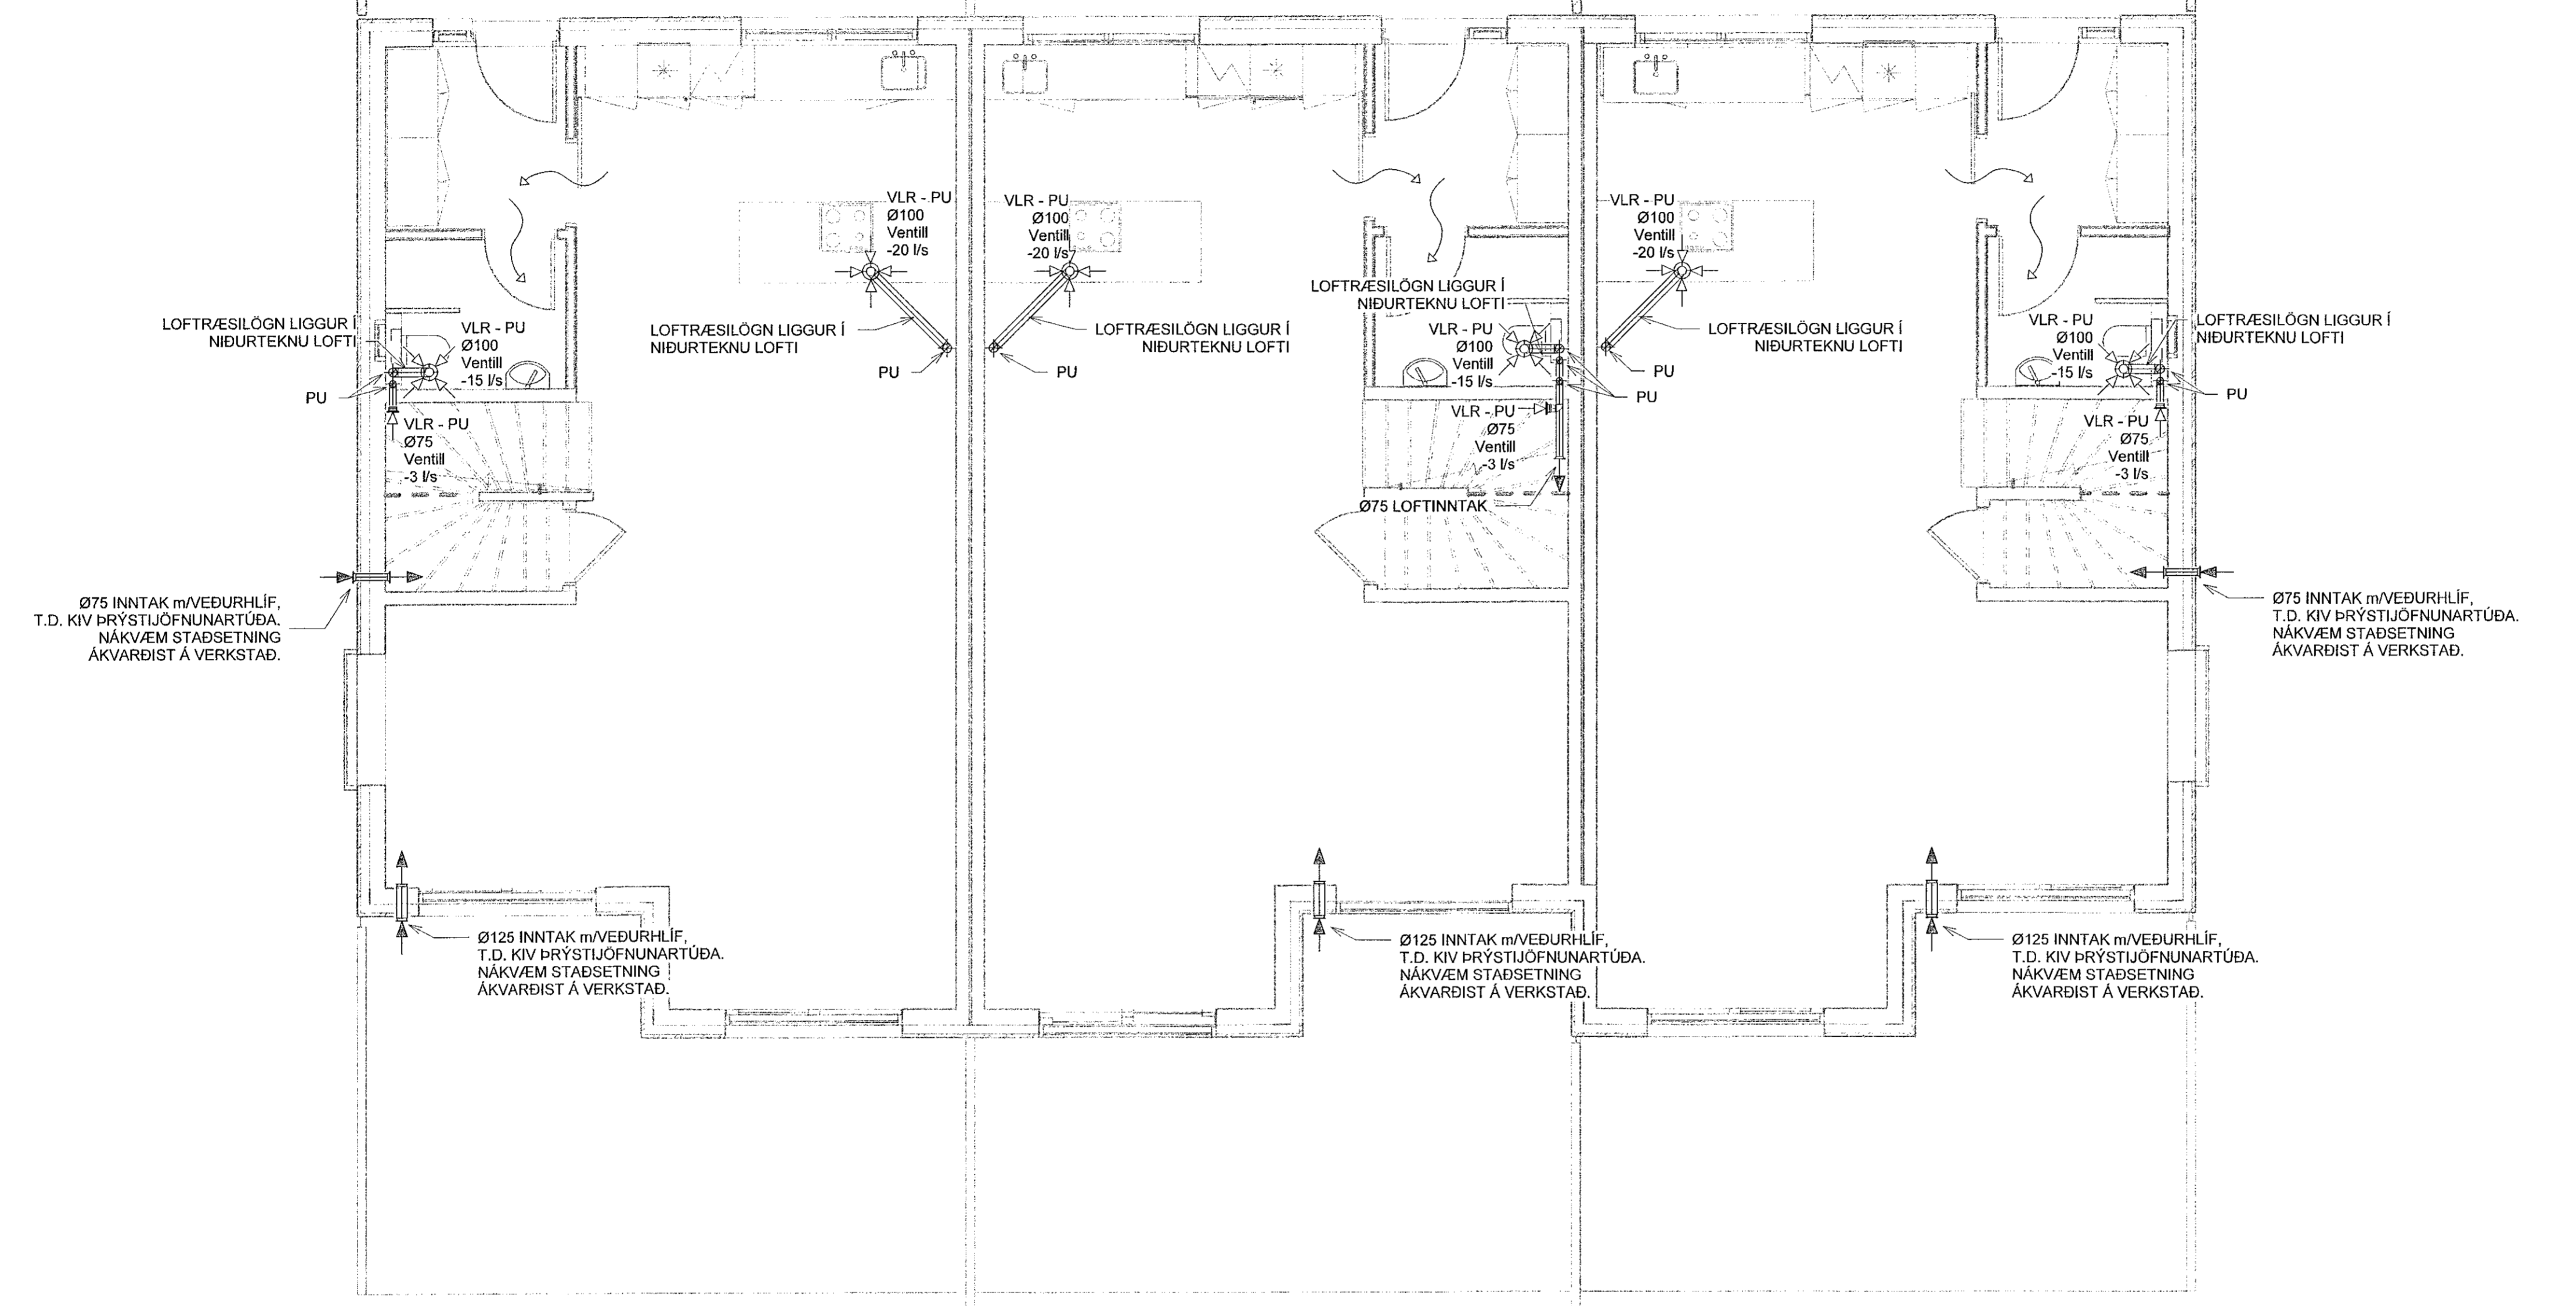 VLR - PU
Ø100
Ventill
-20 l/s
VLR - PU
Ø100
Ventill
-20 l/s
VLR - PU
Ø100
Ventill
-20 l/s
LOFTRÆSILÖGN LIGGUR Í
NIÐURTEKNU LOFTI
VLR - PU
Ø100
Ventill
-15 l/s
PU
VLR - PU
Ø75
Ventill
-3 l/s
LOFTRÆSILÖGN LIGGUR Í
NIÐURTEKNU LOFTI
PU
LOFTRÆSILÖGN LIGGUR Í
NIÐURTEKNU LOFTI
PU
LOFTRÆSILÖGN LIGGUR Í
NIÐURTEKNU LOFTI
VLR - PU
Ø100
Ventill
-15 l/s
PU
VLR - PU
Ø75
Ventill
-3 l/s
Ø75 LOFTINNTAK
LOFTRÆSILÖGN LIGGUR Í
NIÐURTEKNU LOFTI
PU
VLR - PU
Ø100
Ventill
-15 l/s
LOFTRÆSILÖGN LIGGUR Í
NIÐURTEKNU LOFTI
PU
VLR - PU
Ø75
Ventill
-3 l/s
Ø75 INNTAK m/VEÐURHLÍF,
T.D. KIV ÞRÝSTIJÖFNUNARTÚÐA.
NÁKVÆM STAÐSETNING
ÁKVARÐIST Á VERKSTAÐ.
Ø75 INNTAK m/VEÐURHLÍF,
T.D. KIV ÞRÝSTIJÖFNUNARTÚÐA.
NÁKVÆM STAÐSETNING
ÁKVARÐIST Á VERKSTAÐ.
Ø125 INNTAK m/VEÐURHLÍF,
T.D. KIV ÞRÝSTIJÖFNUNARTÚÐA.
NÁKVÆM STAÐSETNING
ÁKVARÐIST Á VERKSTAÐ.
Ø125 INNTAK m/VEÐURHLÍF,
T.D. KIV ÞRÝSTIJÖFNUNARTÚÐA.
NÁKVÆM STAÐSETNING
ÁKVARÐIST Á VERKSTAÐ.
Ø125 INNTAK m/VEÐURHLÍF,
T.D. KIV ÞRÝSTIJÖFNUNARTÚÐA.
NÁKVÆM STAÐSETNING
ÁKVARÐIST Á VERKSTAÐ.